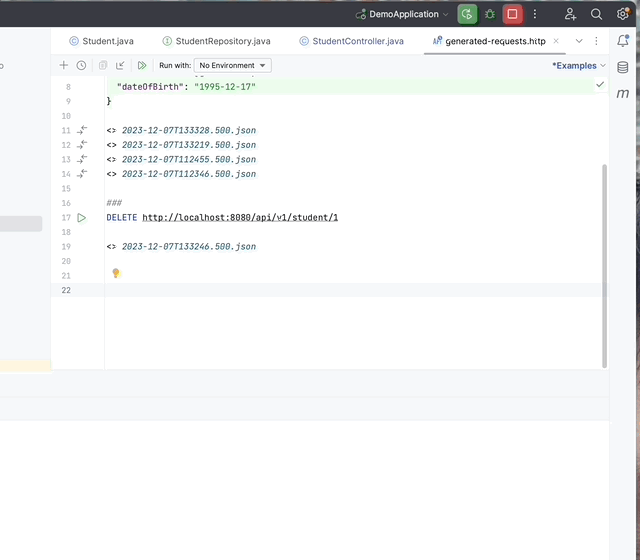 DemoApplication
Student.java
StudentRepository.java
StudentController.java
generated-requests.http
Run with:
No Environment
*Examples
8 "dateOfBirth": "1995-12-17"
9 }
10
11 <> 2023-12-07T133328.500.json
12 <> 2023-12-07T133219.500.json
13 <> 2023-12-07T112455.500.json
14 <> 2023-12-07T112346.500.json
15
16 ###
17 DELETE http://localhost:8080/api/v1/student/1
18
19 <> 2023-12-07T133246.500.json
20
21
22
m